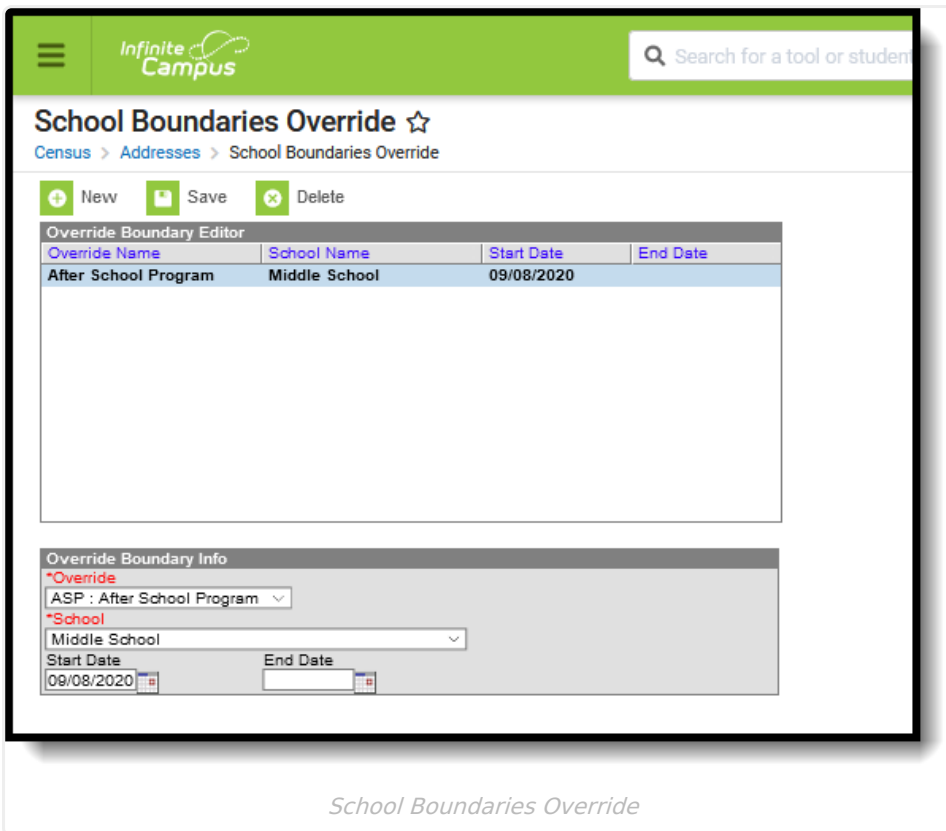 Infinite Campus
Search for a tool or student
School Boundaries Override
Census > Addresses > School Boundaries Override
New Save Delete
Override Boundary Editor
Override Name School Name Start Date End Date
After School Program Middle School 09/08/2020
Override Boundary Info
*Override
ASP : After School Program
*School
Middle School
Start Date End Date
09/08/2020
School Boundaries Override